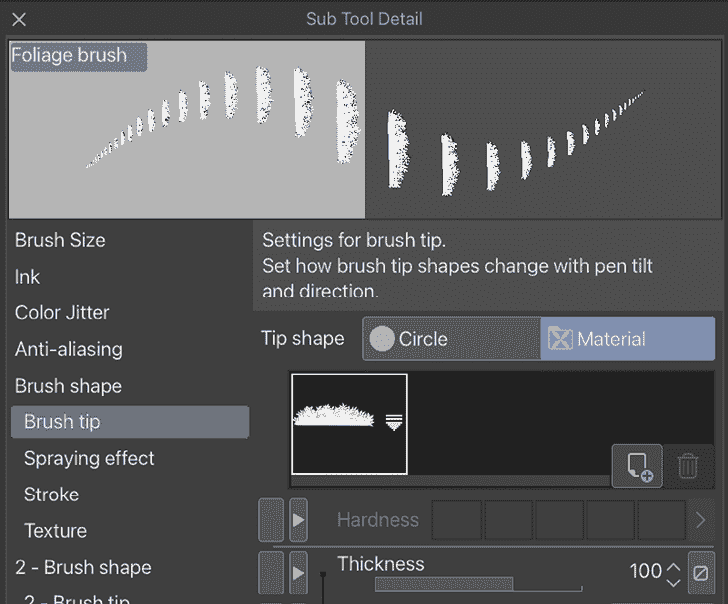 Sub Tool Detail
Foliage brush
Brush Size
Ink
Color Jitter
Anti-aliasing
Brush shape
Brush tip
Spraying effect
Stroke
Texture
2 - Brush shape
2 - Brush tip
Settings for brush tip.
Set how brush tip shapes change with pen tilt
and direction.
Tip shape
Circle
Material
Hardness
Thickness
100